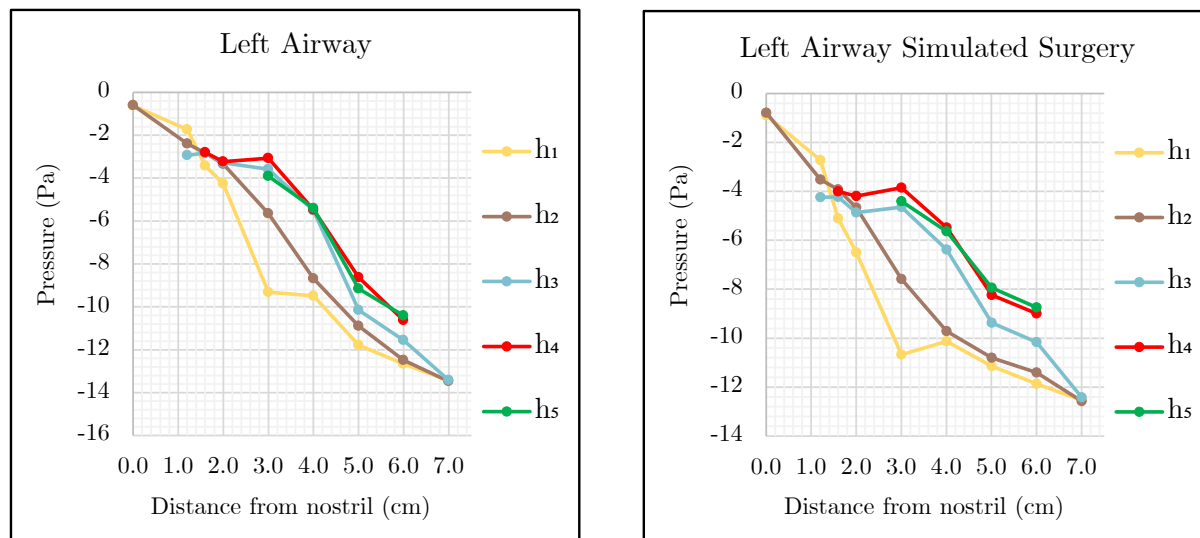 Left Airway
0
-2
-4
-6
-8
-10
-12
-14
-16
Pressure (Pa)
0.0 1.0 2.0 3.0 4.0 5.0 6.0 7.0
Distance from nostril (cm)
h₁
h₂
h₃
h₄
h₅
Left Airway Simulated Surgery
0
-2
-4
-6
-8
-10
-12
-14
Pressure (Pa)
0.0 1.0 2.0 3.0 4.0 5.0 6.0 7.0
Distance from nostril (cm)
h₁
h₂
h₃
h₄
h₅